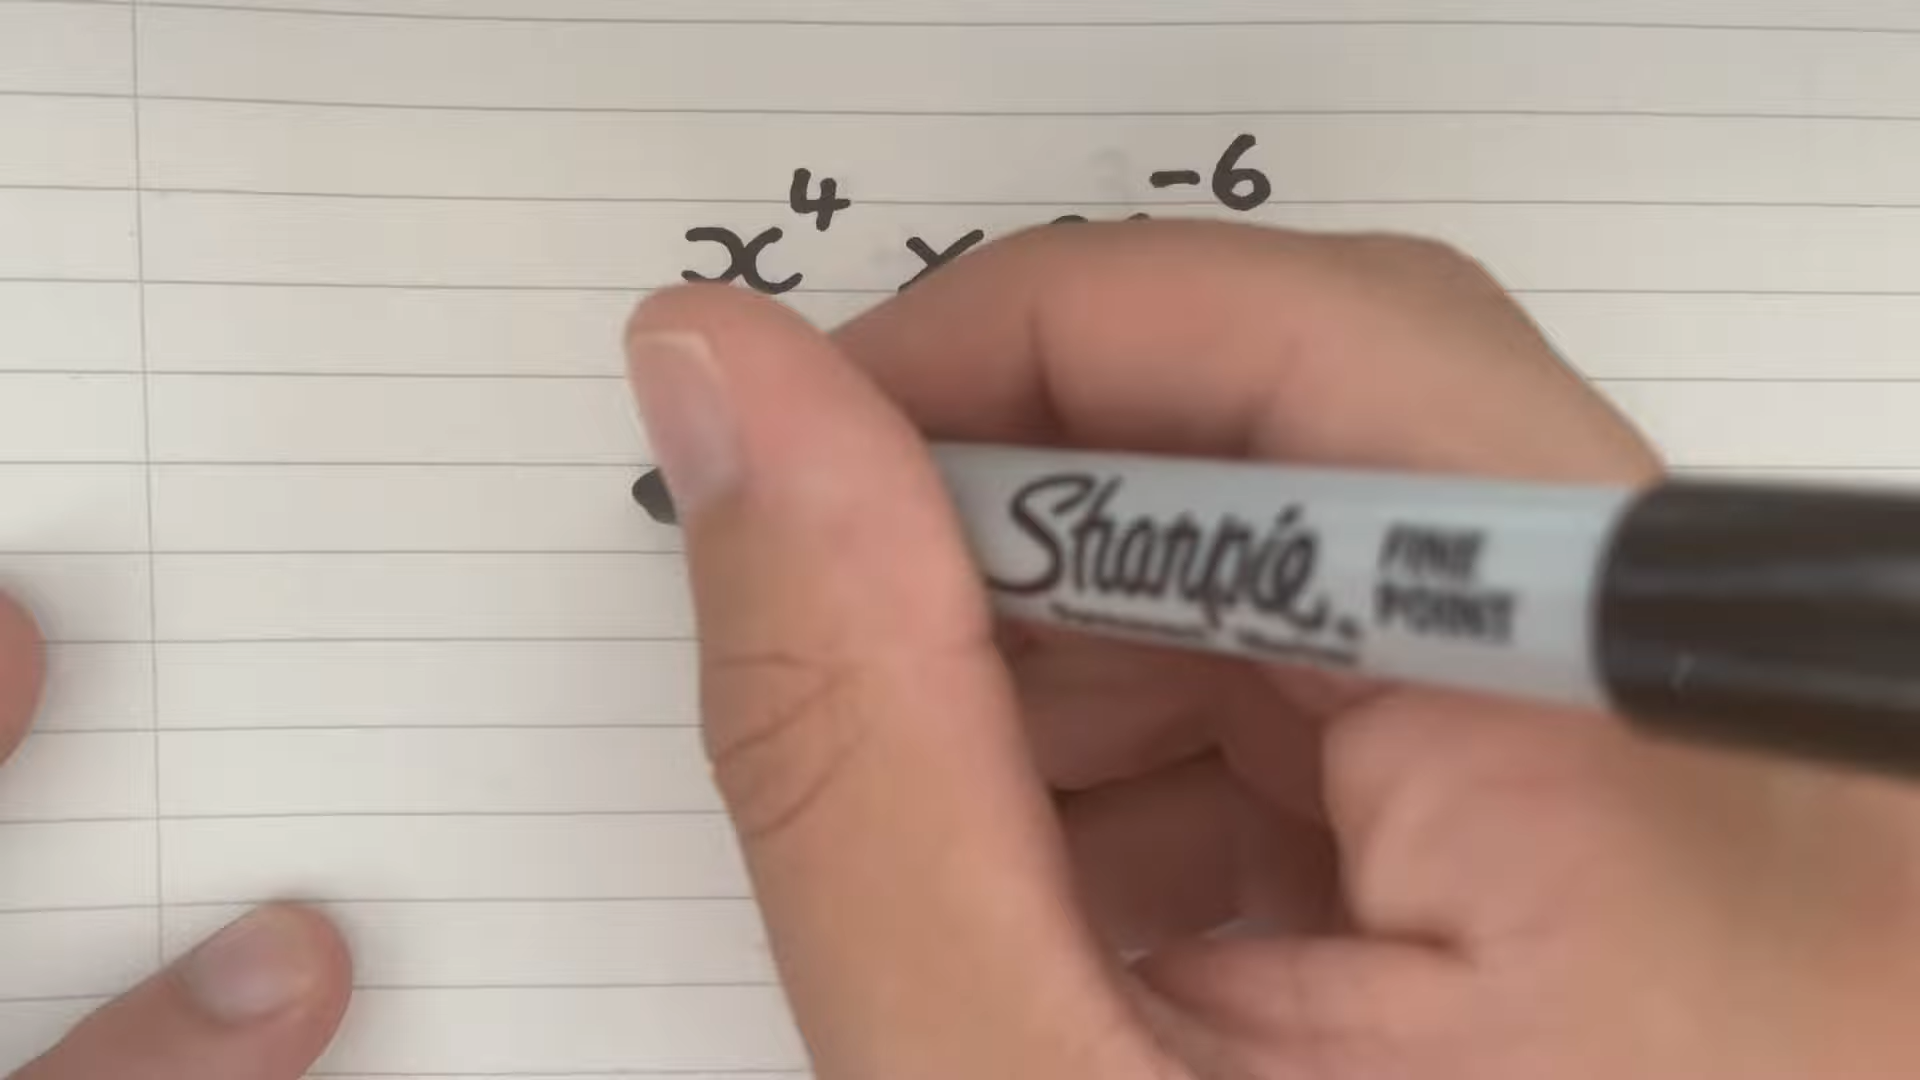 x⁴ × x⁻⁶
Sharpie. FINE
POINT